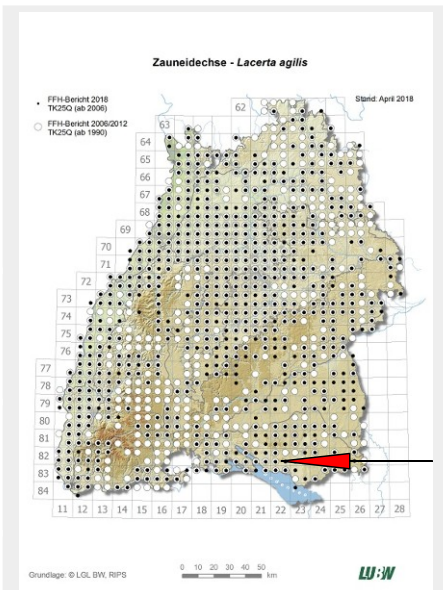 Zauneidechse - Lacerta agilis
FFH-Bericht 2018
TK25Q (ab 2006)
FFH-Bericht 2006/2012
TK25Q (ab 1990)
Stand: April 2018
62
63
64
65
66
67
68
69
70
71
72
73
74
75
76
77
78
79
80
81
82
83
84
11 12 13 14 15 16 17 18 19 20 21 22 23 24 25 26 27 28
Grundlage: © LGL BW, RIPS
0 10 20 30 40 50
km
LUBW